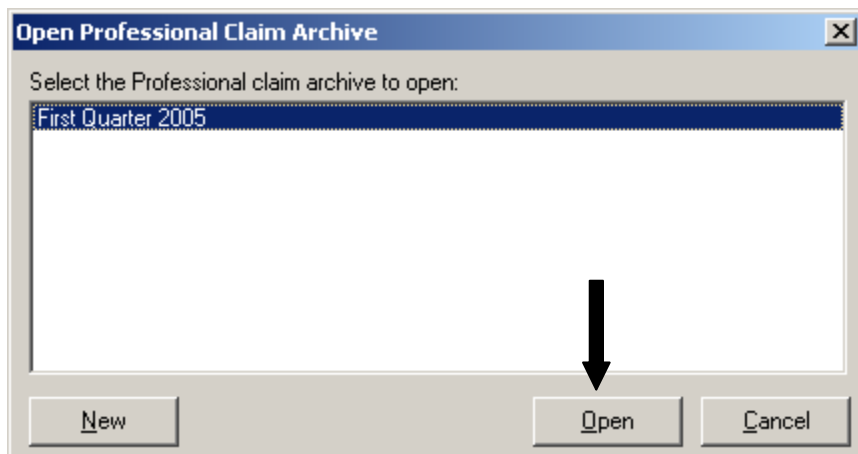 Open Professional Claim Archive
Select the Professional claim archive to open:
First Quarter 2005
New Open Cancel